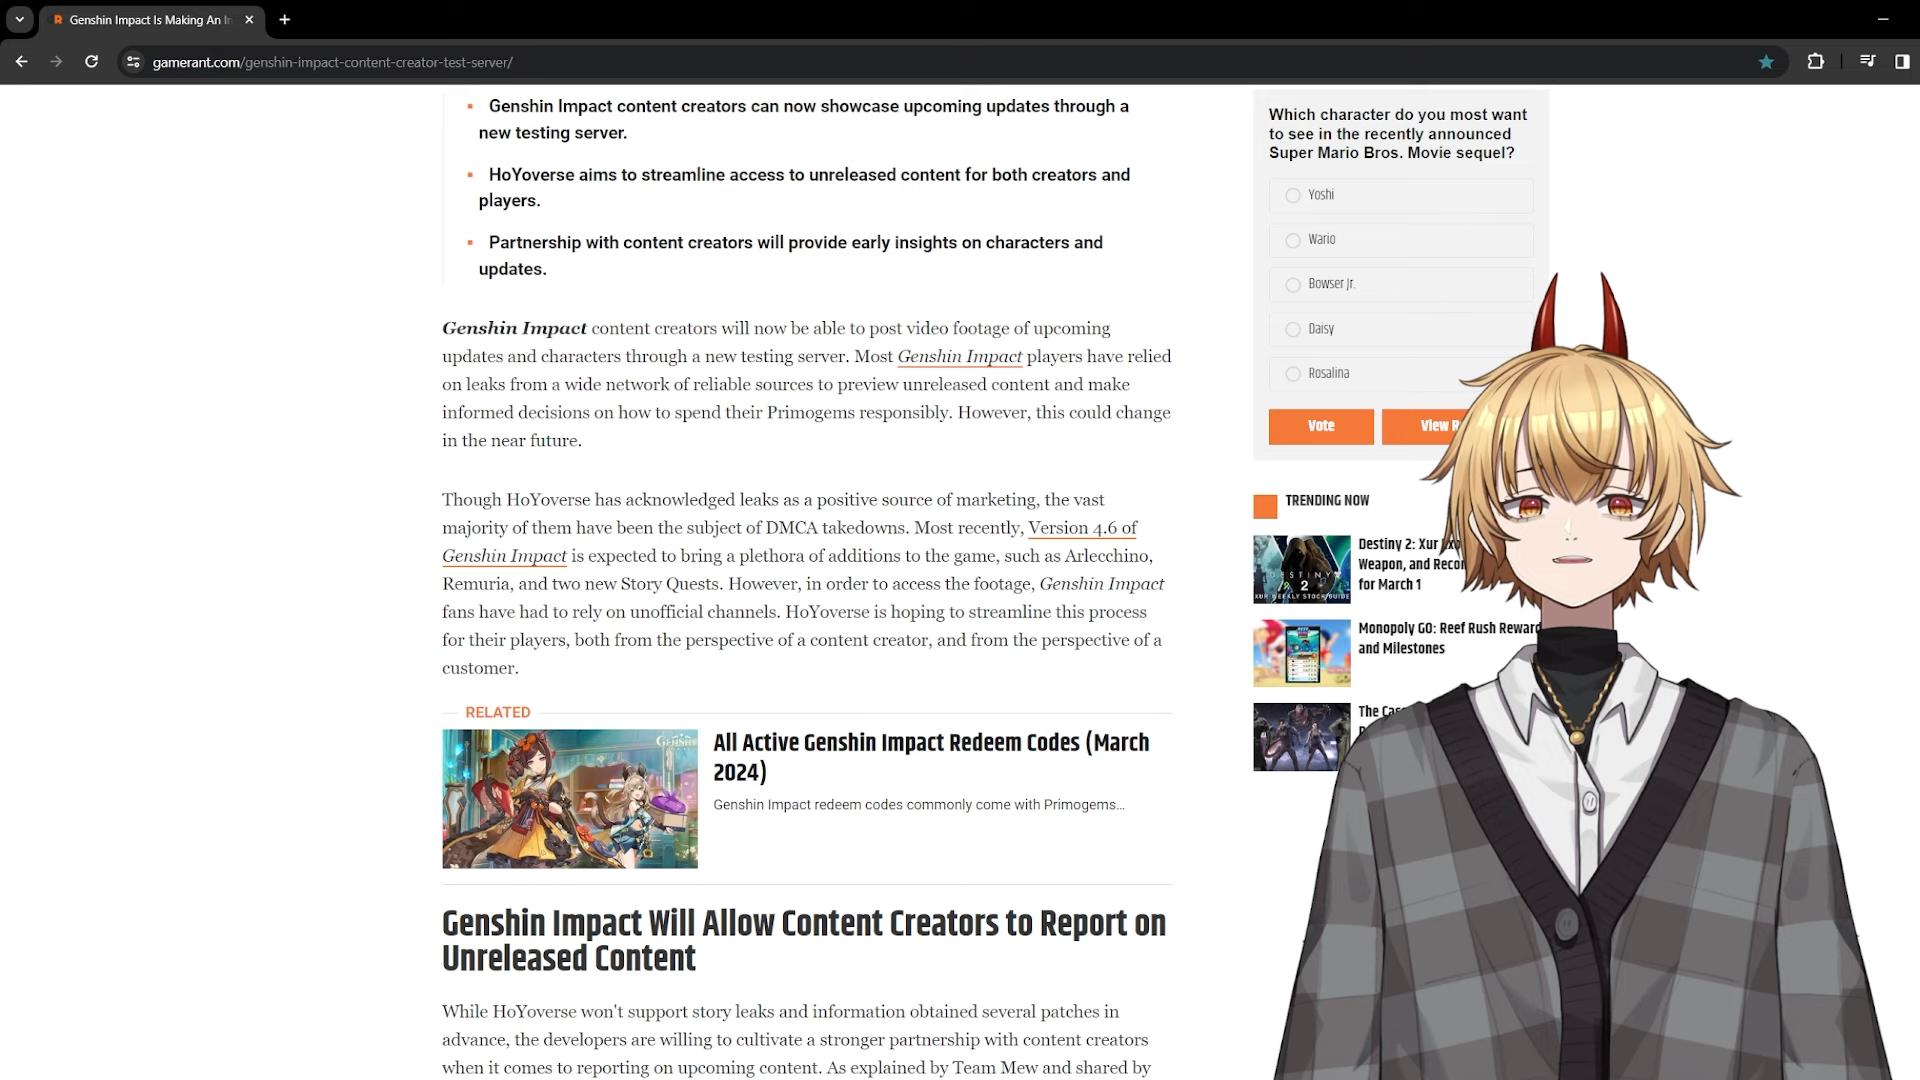 Genshin Impact Is Making An In
gamerant.com/genshin-impact-content-creator-test-server/
Genshin Impact content creators can now showcase upcoming updates through a
new testing server.
HoYoverse aims to streamline access to unreleased content for both creators and
players.
Partnership with content creators will provide early insights on characters and
updates.
Genshin Impact content creators will now be able to post video footage of upcoming
updates and characters through a new testing server. Most Genshin Impact players have relied
on leaks from a wide network of reliable sources to preview unreleased content and make
informed decisions on how to spend their Primogems responsibly. However, this could change
in the near future.
Though HoYoverse has acknowledged leaks as a positive source of marketing, the vast
majority of them have been the subject of DMCA takedowns. Most recently, Version 4.6 of
Genshin Impact is expected to bring a plethora of additions to the game, such as Arlecchino,
Remuria, and two new Story Quests. However, in order to access the footage, Genshin Impact
fans have had to rely on unofficial channels. HoYoverse is hoping to streamline this process
for their players, both from the perspective of a content creator, and from the perspective of a
customer.
RELATED
GENSHIN
All Active Genshin Impact Redeem Codes (March
2024)
Genshin Impact redeem codes commonly come with Primogems...
Genshin Impact Will Allow Content Creators to Report on
Unreleased Content
While HoYoverse won't support story leaks and information obtained several patches in
advance, the developers are willing to cultivate a stronger partnership with content creators
when it comes to reporting on upcoming content. As explained by Team Mew and shared by
Which character do you most want
to see in the recently announced
Super Mario Bros. Movie sequel?
Yoshi
Wario
Bowser Jr.
Daisy
Rosalina
Vote
View R
TRENDING NOW
DESTINY
2
XUR WEEKLY STOCK GUIDE
Destiny 2: Xur
Weapon, and
for March 1
Monopoly GO: Reef Rush Reward
and Milestones
The